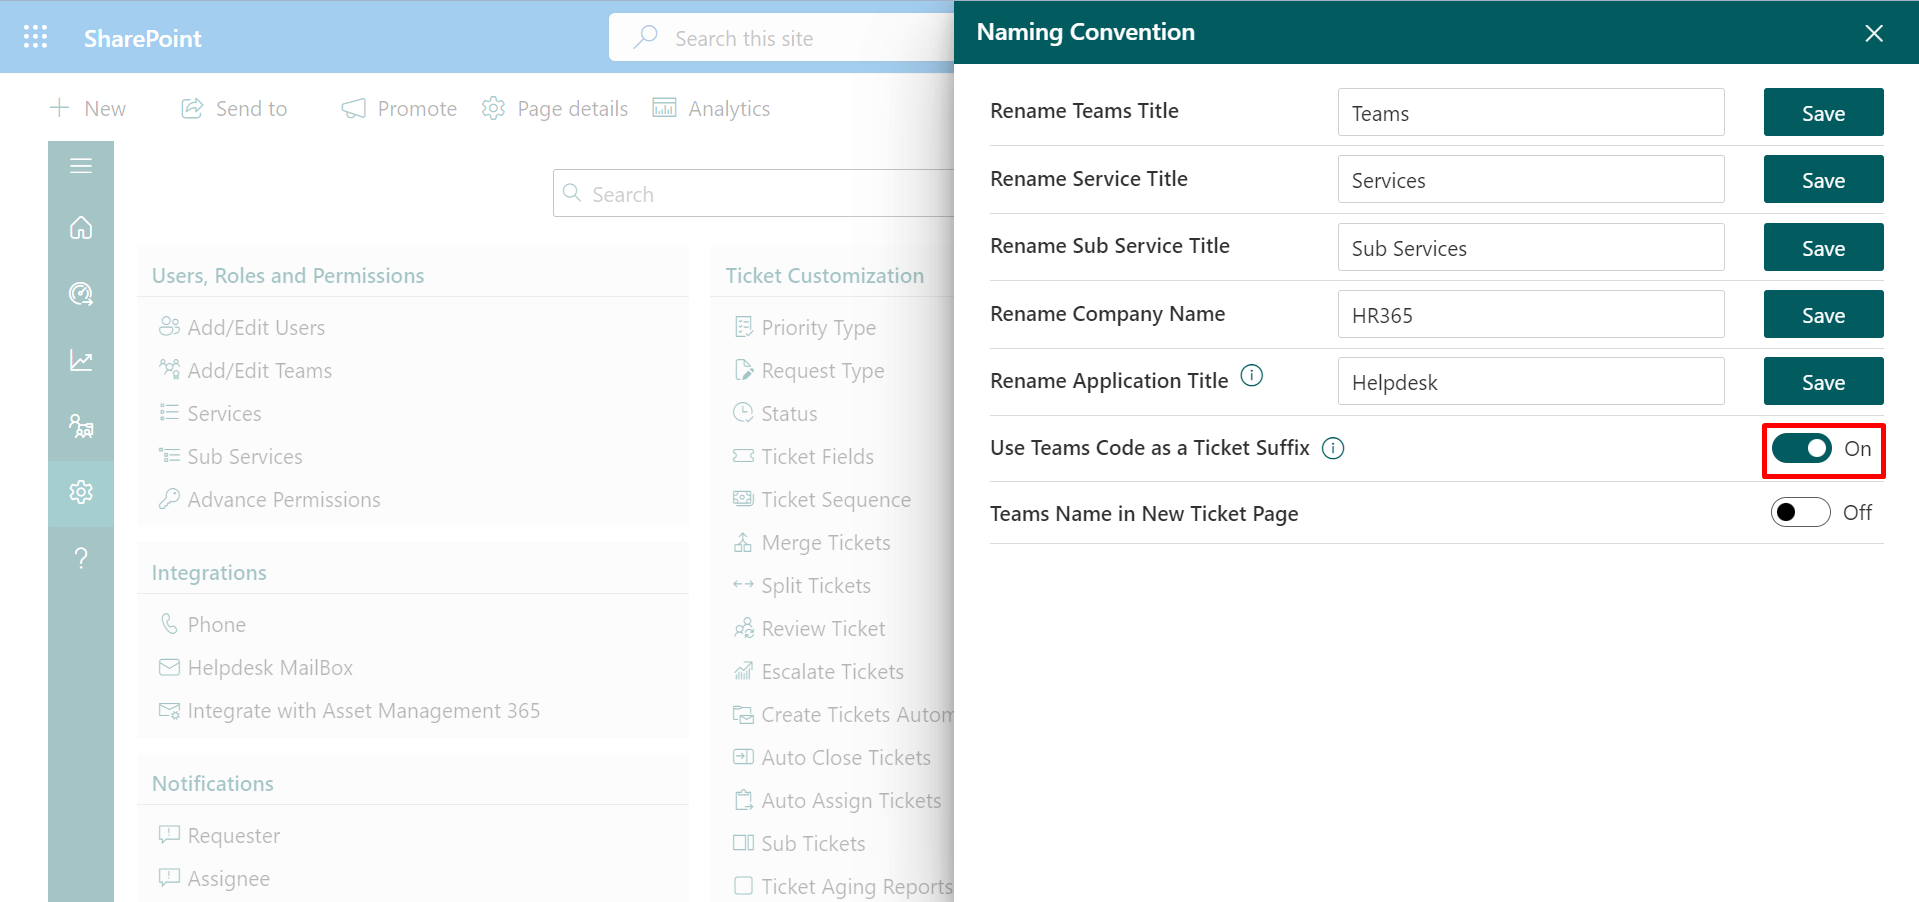 SharePoint
Search this site
New
Send to
Promote
Page details
Analytics
Search
Users, Roles and Permissions
Add/Edit Users
Add/Edit Teams
Services
Sub Services
Advance Permissions
Integrations
Phone
Helpdesk MailBox
Integrate with Asset Management 365
Notifications
Requester
Assignee
Ticket Customization
Priority Type
Request Type
Status
Ticket Fields
Ticket Sequence
Merge Tickets
Split Tickets
Review Ticket
Escalate Tickets
Create Tickets Autom
Auto Close Tickets
Auto Assign Tickets
Sub Tickets
Ticket Aging Reports
Naming Convention
Rename Teams Title Teams Save
Rename Service Title Services Save
Rename Sub Service Title Sub Services Save
Rename Company Name HR365 Save
Rename Application Title Helpdesk Save
Use Teams Code as a Ticket Suffix On
Teams Name in New Ticket Page Off